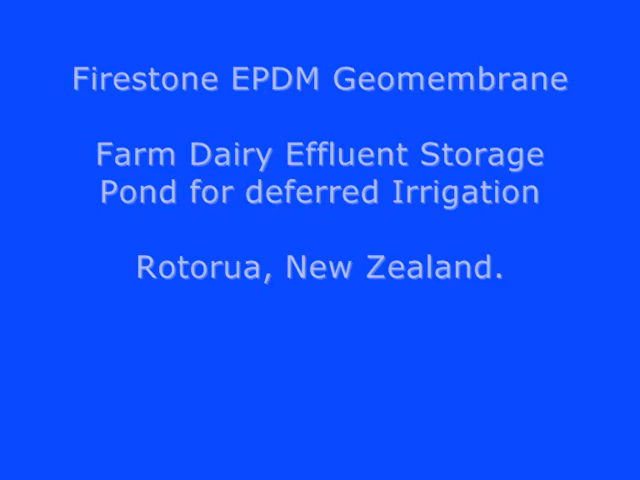 Firestone EPDM Geomembrane
Farm Dairy Effluent Storage
Pond for deferred Irrigation
Rotorua, New Zealand.